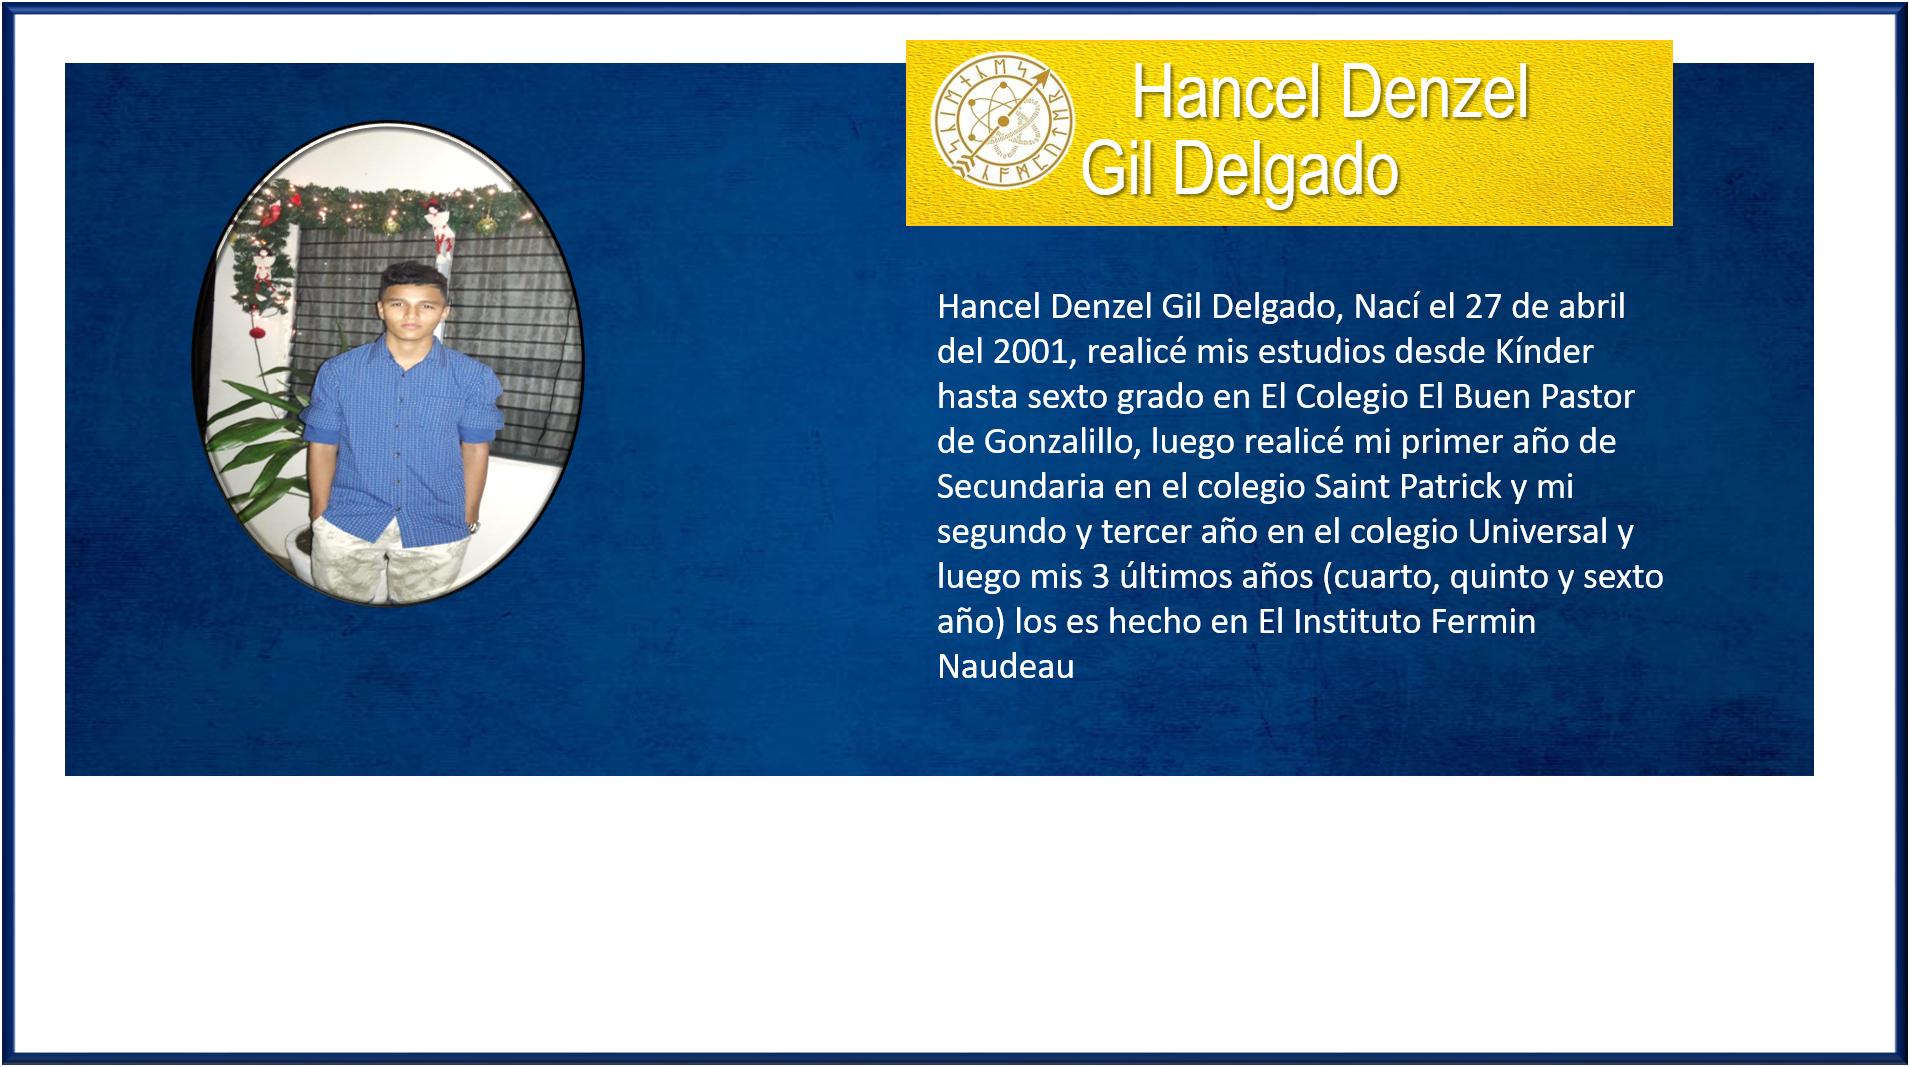 Hancel Denzel
Gil Delgado
Hancel Denzel Gil Delgado, Nací el 27 de abril
del 2001, realicé mis estudios desde Kínder
hasta sexto grado en El Colegio El Buen Pastor
de Gonzalillo, luego realicé mi primer año de
Secundaria en el colegio Saint Patrick y mi
segundo y tercer año en el colegio Universal y
luego mis 3 últimos años (cuarto, quinto y sexto
año) los es hecho en El Instituto Fermin
Naudeau